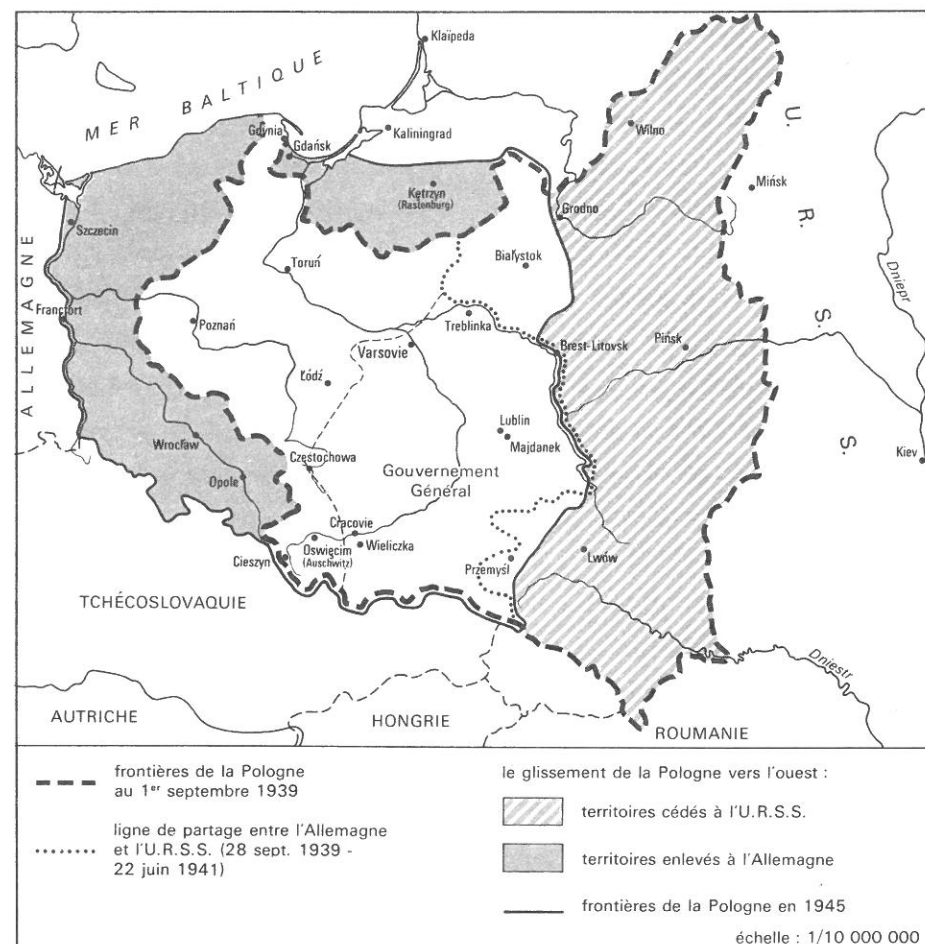 Klaïpeda
MER BALTIQUE
Gdynia
Gdańsk
Kaliningrad
Wilno
U.
R.
S.
S.
Mińsk
Kętrzyn
(Rastenburg)
Grodno
Szczecin
ALLEMAGNE
Białystok
Toruń
Dniepr
Francfort
Poznań
Treblinka
Varsovie
Brest-Litovsk
Pińsk
Łódź
Lublin
Majdanek
Wrocław
Częstochowa
Kiev
Opole
Gouvernement
Général
Cracovie
Wieliczka
Oświęcim
(Auschwitz)
Cieszyn
Przemyśl
Lwów
TCHÉCOSLOVAQUIE
Dniestr
AUTRICHE
HONGRIE
ROUMANIE
frontières de la Pologne
au 1er septembre 1939
ligne de partage entre l'Allemagne
et l'U.R.S.S. (28 sept. 1939 -
22 juin 1941)
le glissement de la Pologne vers l'ouest :
territoires cédés à l'U.R.S.S.
territoires enlevés à l'Allemagne
frontières de la Pologne en 1945
échelle : 1/10 000 000